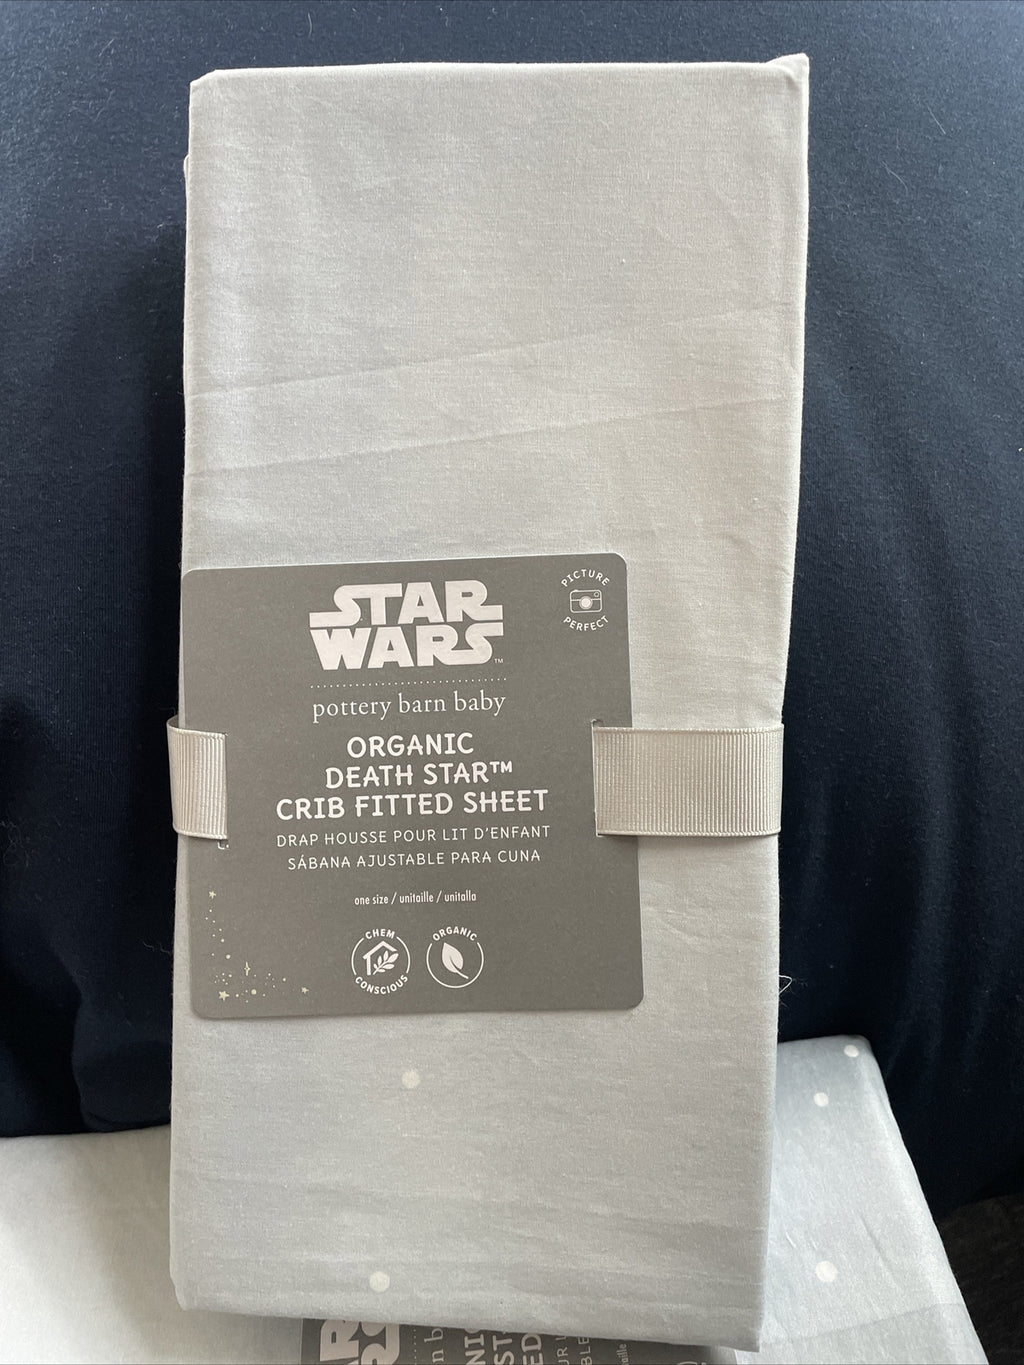 STAR
WARS™
PICTURE
PERFECT
pottery barn baby
ORGANIC
DEATH STAR™
CRIB FITTED SHEET
DRAP HOUSSE POUR LIT D'ENFANT
SÁBANA AJUSTABLE PARA CUNA
one size / unitaille / unitalla
CHEM
CONSCIOUS
ORGANIC